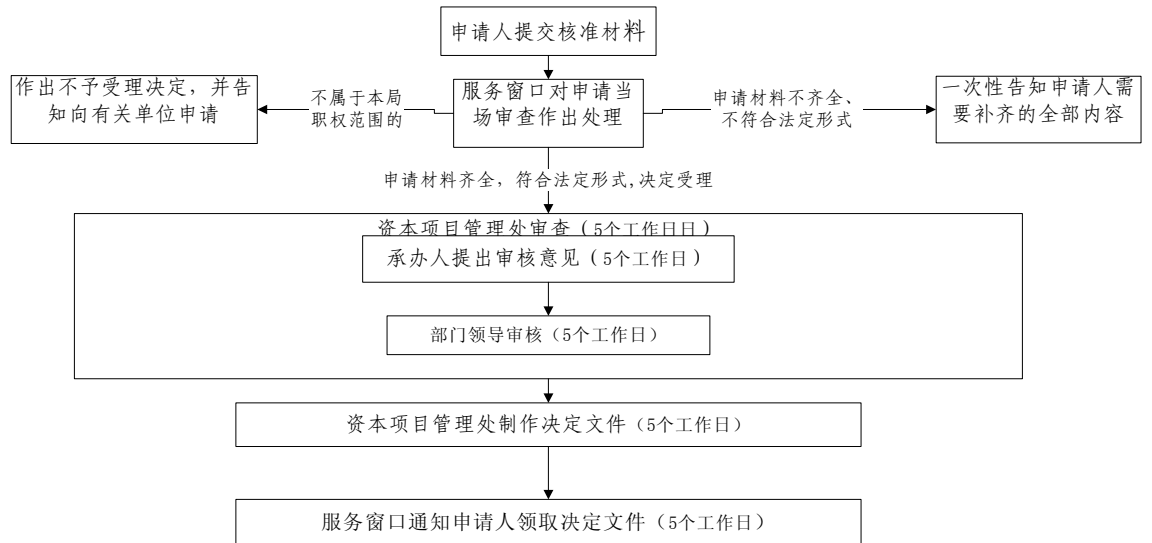 申请人提交核准材料
作出不予受理决定，并告
知向有关单位申请
不属于本局
职权范围的
服务窗口对申请当
场审查作出处理
申请材料不齐全、
不符合法定形式
一次性告知申请人需
要补齐的全部内容
申请材料齐全，符合法定形式,决定受理
资本项目管理处审查（5个工作日日）
承办人提出审核意见（5个工作日）
部门领导审核（5个工作日）
资本项目管理处制作决定文件（5个工作日）
服务窗口通知申请人领取决定文件（5个工作日）